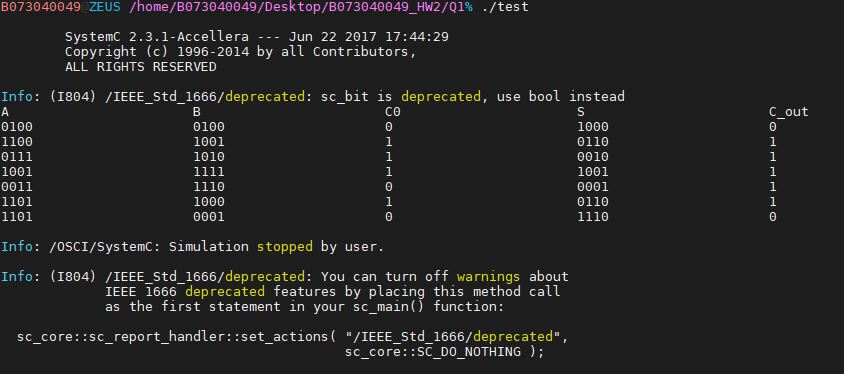 B073040049@ZEUS /home/B073040049/Desktop/B073040049_HW2/Q1% ./test
SystemC 2.3.1-Accellera --- Jun 22 2017 17:44:29
Copyright (c) 1996-2014 by all Contributors,
ALL RIGHTS RESERVED
Info: (I804) /IEEE_Std_1666/deprecated: sc_bit is deprecated, use bool instead
A B C0 S C_out
0100 0100 0 1000 0
1100 1001 1 0110 1
0111 1010 1 0010 1
1001 1111 1 1001 1
0011 1110 0 0001 1
1101 1000 1 0110 1
1101 0001 0 1110 0
Info: /OSCI/SystemC: Simulation stopped by user.
Info: (I804) /IEEE_Std_1666/deprecated: You can turn off warnings about
IEEE 1666 deprecated features by placing this method call
as the first statement in your sc_main() function:
sc_core::sc_report_handler::set_actions( "/IEEE_Std_1666/deprecated",
sc_core::SC_DO_NOTHING );